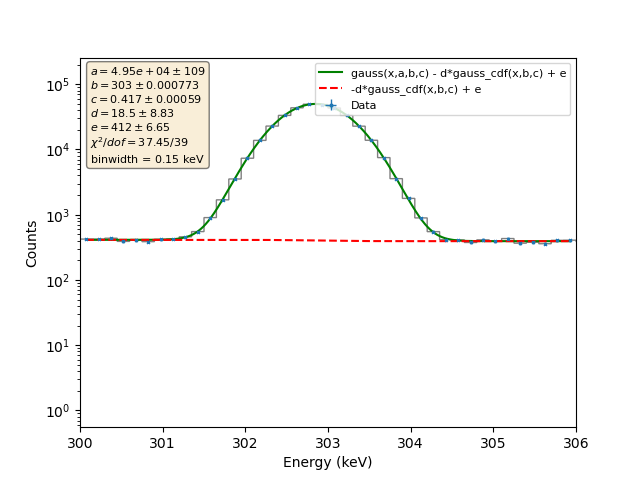 a = 4.95e + 04 ± 109
b = 303 ± 0.000773
c = 0.417 ± 0.00059
d = 18.5 ± 8.83
e = 412 ± 6.65
χ²/dof = 37.45/39
binwidth = 0.15 keV
gauss(x,a,b,c) - d*gauss_cdf(x,b,c) + e
-d*gauss_cdf(x,b,c) + e
Data
10⁵
10⁴
10³
10²
10¹
10⁰
Counts
300 301 302 303 304 305 306
Energy (keV)